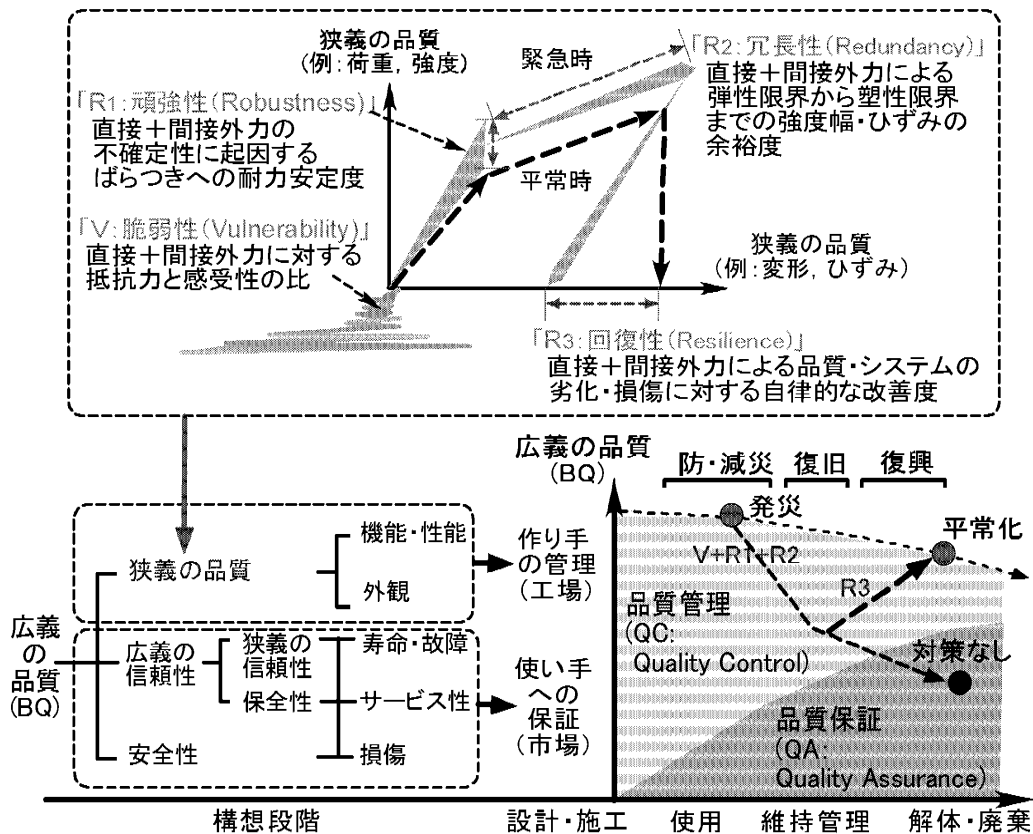 狭義の品質
(例:荷重,強度)
緊急時
「R2:冗長性(Redundancy)」
直接+間接外力による
弾性限界から塑性限界
までの強度幅・ひずみの
余裕度
「R1:頑強性(Robustness)」
直接+間接外力の
不確定性に起因する
ばらつきへの耐力安定度
平常時
「V:脆弱性(Vulnerability)」
直接+間接外力に対する
抵抗力と感受性の比
狭義の品質
(例:変形,ひずみ)
「R3:回復性(Resilience)」
直接+間接外力による品質・システムの
劣化・損傷に対する自律的な改善度
広義の品質
(BQ)
防・減災
復旧
復興
発災
平常化
V+R1+R2
R3
品質管理
(QC:
Quality Control)
対策なし
品質保証
(QA:
Quality Assurance)
狭義の品質
機能・性能
外観
作り手
の管理
(工場)
広義
の
品質
(BQ)
広義の
信頼性
狭義の
信頼性
保全性
寿命・故障
サービス性
損傷
安全性
使い手
への
保証
(市場)
構想段階
設計・施工
使用
維持管理
解体・廃棄